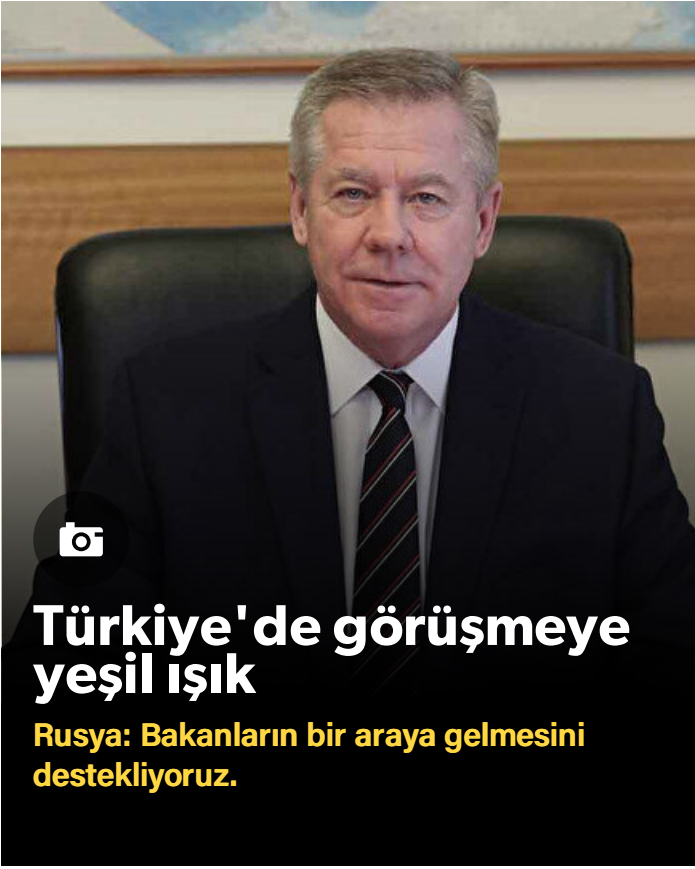 Türkiye'de görüşmeye
yeşil ışık
Rusya: Bakanların bir araya gelmesini
destekliyoruz.